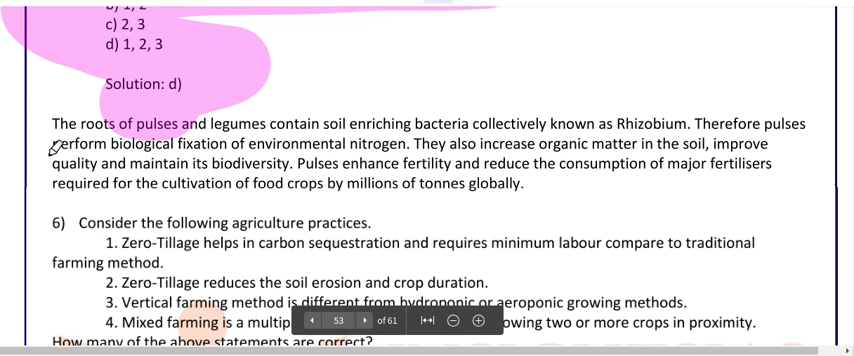 b) 1, 2
c) 2, 3
d) 1, 2, 3
Solution: d)
The roots of pulses and legumes contain soil enriching bacteria collectively known as Rhizobium. Therefore pulses
perform biological fixation of environmental nitrogen. They also increase organic matter in the soil, improve
quality and maintain its biodiversity. Pulses enhance fertility and reduce the consumption of major fertilisers
required for the cultivation of food crops by millions of tonnes globally.
6) Consider the following agriculture practices.
1. Zero-Tillage helps in carbon sequestration and requires minimum labour compare to traditional
farming method.
2. Zero-Tillage reduces the soil erosion and crop duration.
3. Vertical farming method is different from hydroponic or aeroponic growing methods.
4. Mixed farming is a multip owing two or more crops in proximity.
53 of 61
How many of the above statements are correct?